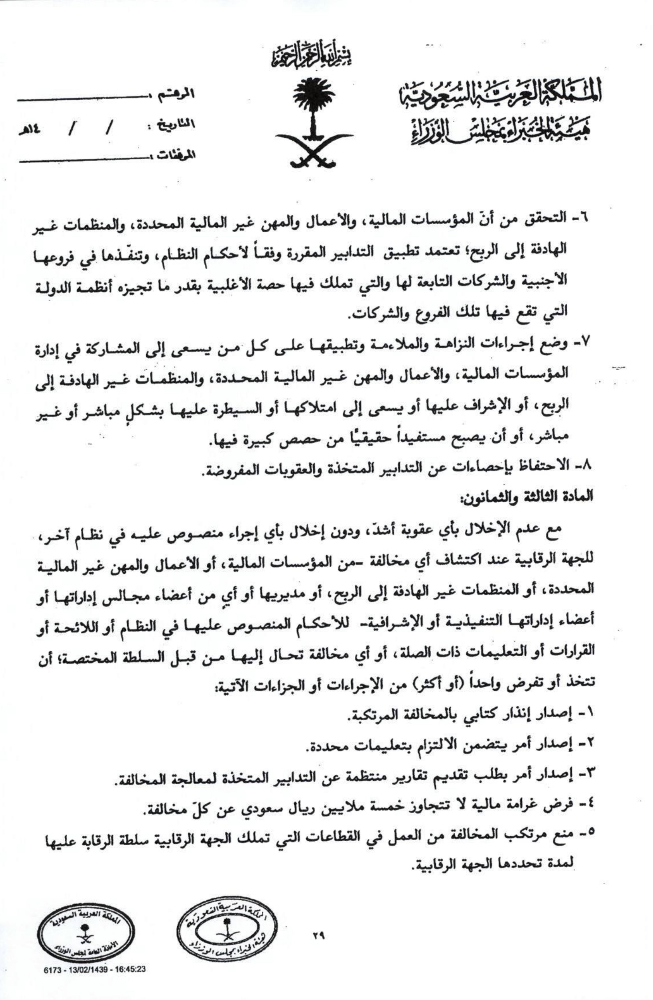 بسم الله الرحمن الرحيم
المملكة العربية السعودية
هيئة الخبراء بمجلس الوزراء
الرقم :
التاريخ : / / ١٤هـ
المرفقات :
٦- التحقق من أنّ المؤسسات المالية، والأعمال والمهن غير المالية المحددة، والمنظمات غير
الهادفة إلى الربح؛ تعتمد تطبيق التدابير المقررة وفقاً لأحكام النظام، وتنفّذها في فروعها
الأجنبية والشركات التابعة لها والتي تملك فيها حصة الأغلبية بقدر ما تجيزه أنظمة الدولة
التي تقع فيها تلك الفروع والشركات.
٧- وضع إجراءات النزاهة والملاءمة وتطبيقها على كل من يسعى إلى المشاركة في إدارة
المؤسسات المالية، والأعمال والمهن غير المالية المحددة، والمنظمات غير الهادفة إلى
الربح، أو الإشراف عليها أو يسعى إلى امتلاكها أو السيطرة عليها بشكلٍ مباشر أو غير
مباشر، أو أن يصبح مستفيداً حقيقيًّا من حصص كبيرة فيها.
٨- الاحتفاظ بإحصاءات عن التدابير المتخذة والعقوبات المفروضة.
المادة الثالثة والثمانون:
مع عدم الإخلال بأي عقوبة أشدّ، ودون إخلال بأي إجراء منصوص عليه في نظام آخر،
للجهة الرقابية عند اكتشاف أي مخالفة -من المؤسسات المالية، أو الأعمال والمهن غير المالية
المحددة، أو المنظمات غير الهادفة إلى الربح، أو مديريها أو أيٍ من أعضاء مجالس إداراتها أو
أعضاء إداراتها التنفيذية أو الإشرافية- للأحكام المنصوص عليها في النظام أو اللائحة أو
القرارات أو التعليمات ذات الصلة، أو أي مخالفة تحال إليها من قبل السلطة المختصة؛ أن
تتخذ أو تفرض واحداً (أو أكثر) من الإجراءات أو الجزاءات الآتية:
١- إصدار إنذار كتابي بالمخالفة المرتكبة.
٢- إصدار أمر يتضمن الالتزام بتعليمات محددة.
٣- إصدار أمر بطلب تقديم تقارير منتظمة عن التدابير المتخذة لمعالجة المخالفة.
٤- فرض غرامة مالية لا تتجاوز خمسة ملايين ريال سعودي عن كلّ مخالفة.
٥- منع مرتكب المخالفة من العمل في القطاعات التي تملك الجهة الرقابية سلطة الرقابة عليها
لمدة تحددها الجهة الرقابية.
٢٩
المملكة العربية السعودية
هيئة الخبراء بمجلس الوزراء
المملكة العربية السعودية
الأمانة العامة لمجلس الوزراء
6173 - 13/02/1439 - 16:45:23